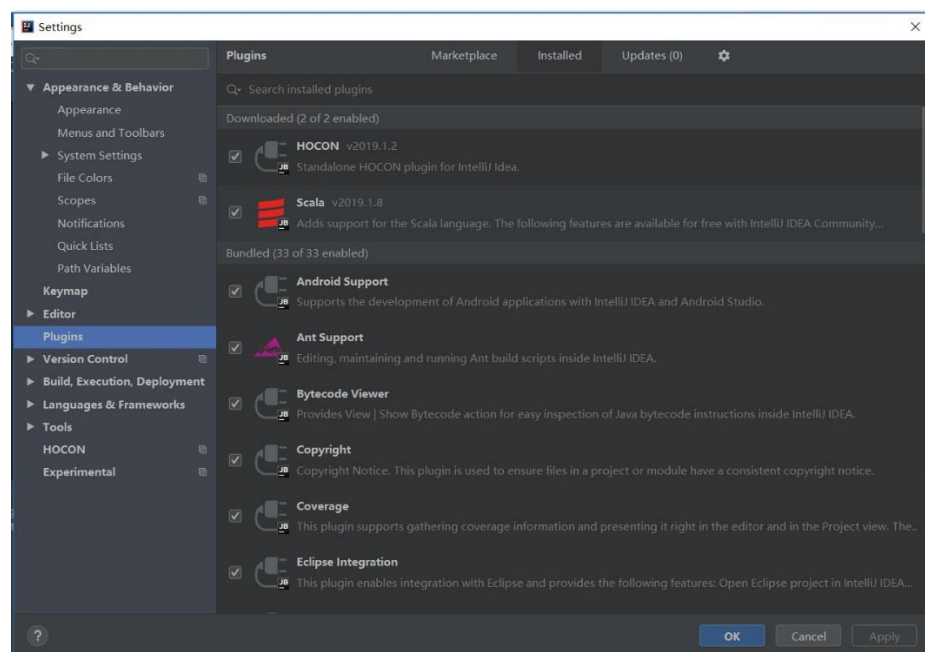 Settings
Plugins
Marketplace
Installed
Updates (0)
Appearance & Behavior
Appearance
Menus and Toolbars
System Settings
File Colors
Scopes
Notifications
Quick Lists
Path Variables
Keymap
Editor
Plugins
Version Control
Build, Execution, Deployment
Languages & Frameworks
Tools
HOCON
Experimental
Search installed plugins
Downloaded (2 of 2 enabled)
HOCON v2019.1.2
Standalone HOCON plugin for IntelliJ Idea.
Scala v2019.1.8
Adds support for the Scala language. The following features are available for free with IntelliJ IDEA Community...
Bundled (33 of 33 enabled)
Android Support
Supports the development of Android applications with IntelliJ IDEA and Android Studio.
Ant Support
Editing, maintaining and running Ant build scripts inside IntelliJ IDEA.
Bytecode Viewer
Provides View | Show Bytecode action for easy inspection of Java bytecode instructions inside IntelliJ IDEA.
Copyright
Copyright Notice. This plugin is used to ensure files in a project or module have a consistent copyright notice.
Coverage
This plugin supports gathering coverage information and presenting it right in the editor and in the Project view. The..
Eclipse Integration
This plugin enables integration with Eclipse and provides the following features: Open Eclipse project in IntelliJ IDEA...
?
OK
Cancel
Apply